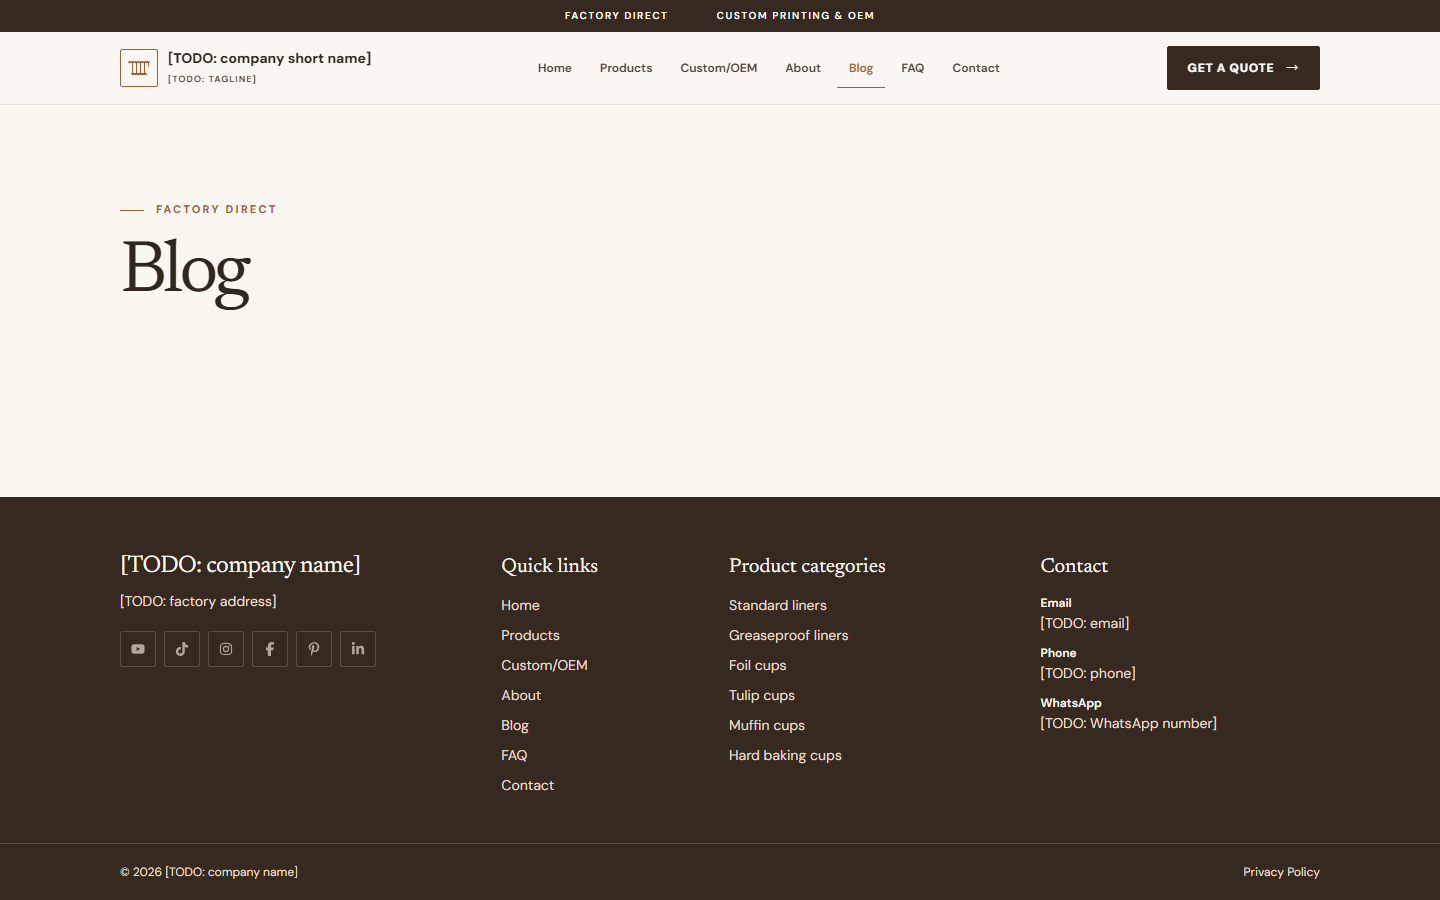 FACTORY DIRECT CUSTOM PRINTING & OEM
[TODO: company short name]
[TODO: TAGLINE]
Home Products Custom/OEM About Blog FAQ Contact
GET A QUOTE →
FACTORY DIRECT
Blog
[TODO: company name]
[TODO: factory address]
Quick links
Home
Products
Custom/OEM
About
Blog
FAQ
Contact
Product categories
Standard liners
Greaseproof liners
Foil cups
Tulip cups
Muffin cups
Hard baking cups
Contact
Email
[TODO: email]
Phone
[TODO: phone]
WhatsApp
[TODO: WhatsApp number]
© 2026 [TODO: company name]
Privacy Policy